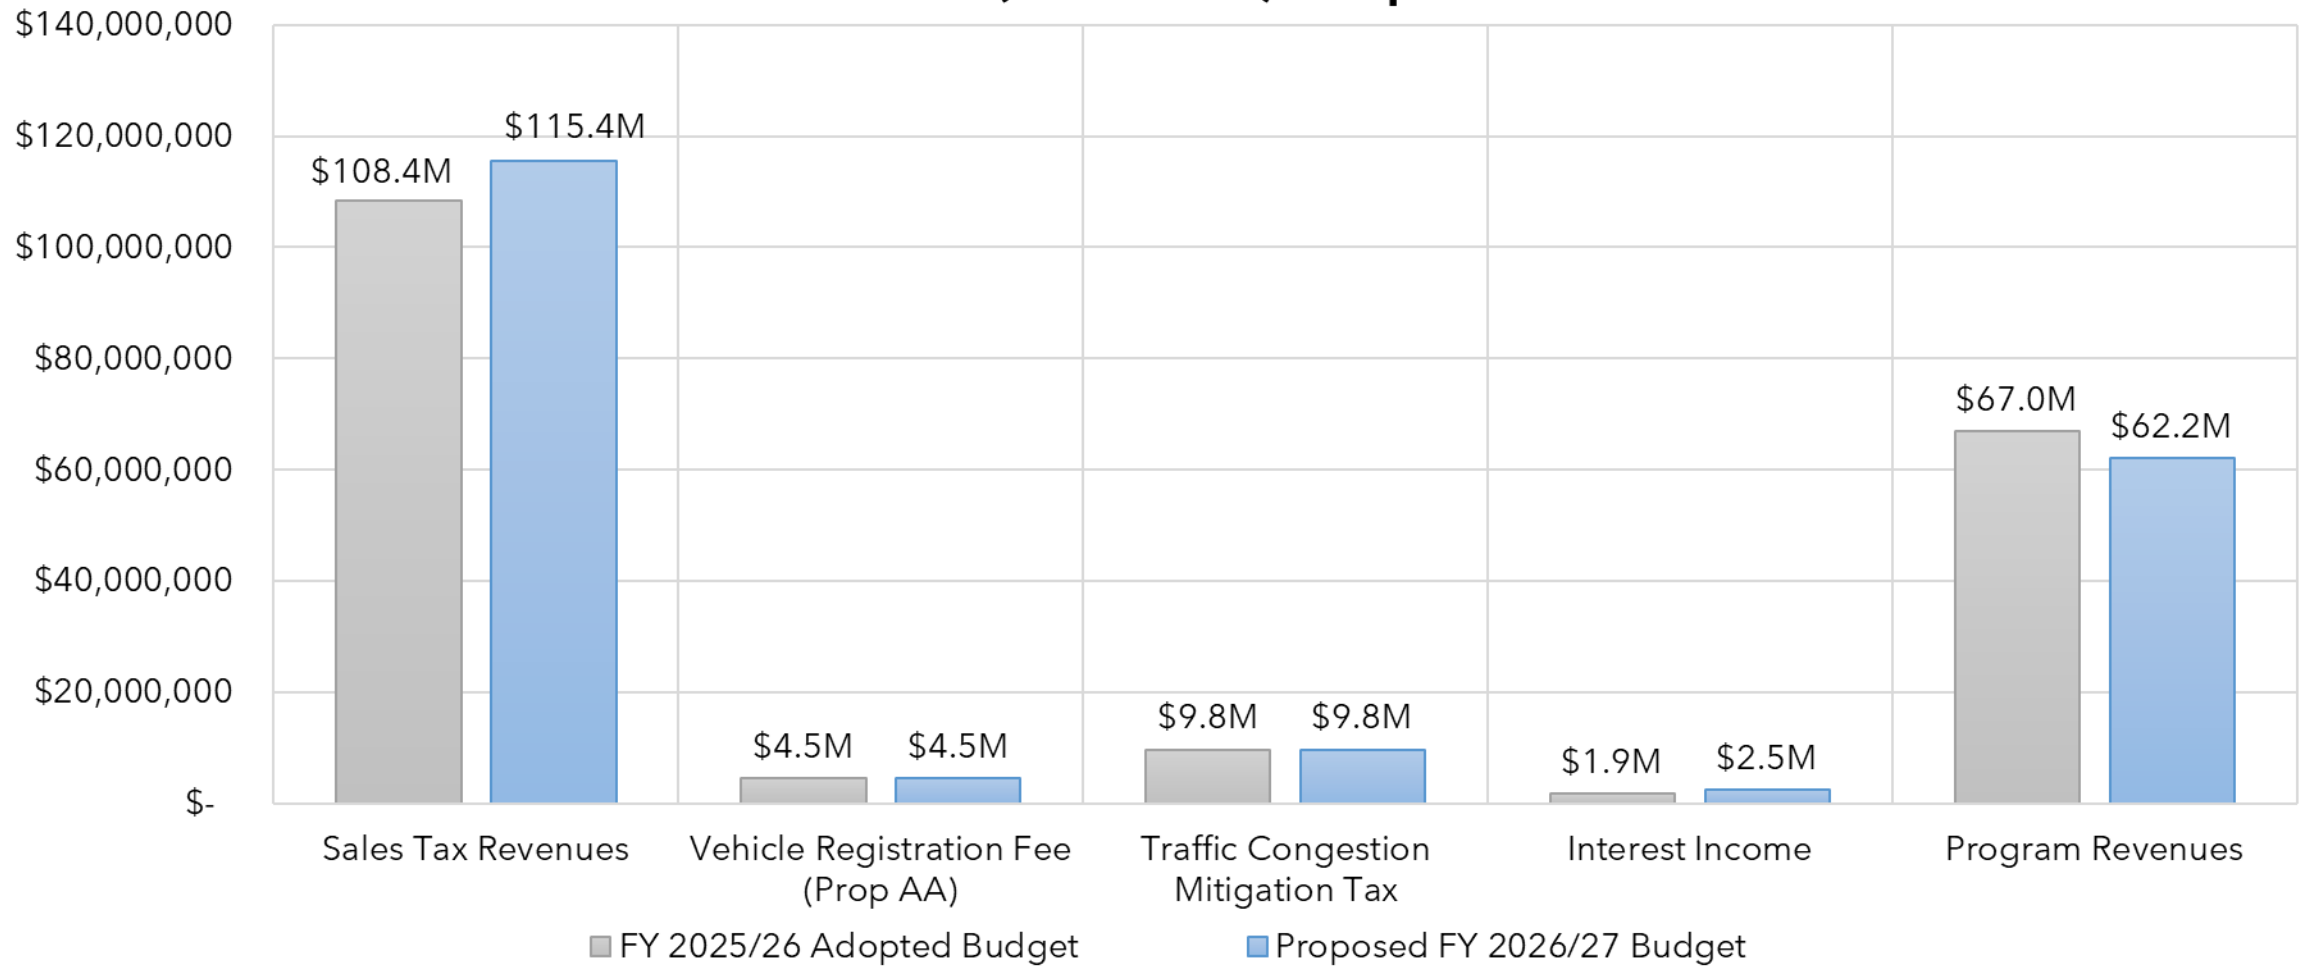 $140,000,000
$120,000,000
$100,000,000
$80,000,000
$60,000,000
$40,000,000
$20,000,000
$-
$108.4M
$115.4M
$4.5M
$4.5M
$9.8M
$9.8M
$1.9M
$2.5M
$67.0M
$62.2M
Sales Tax Revenues
Vehicle Registration Fee
(Prop AA)
Traffic Congestion
Mitigation Tax
Interest Income
Program Revenues
FY 2025/26 Adopted Budget
Proposed FY 2026/27 Budget